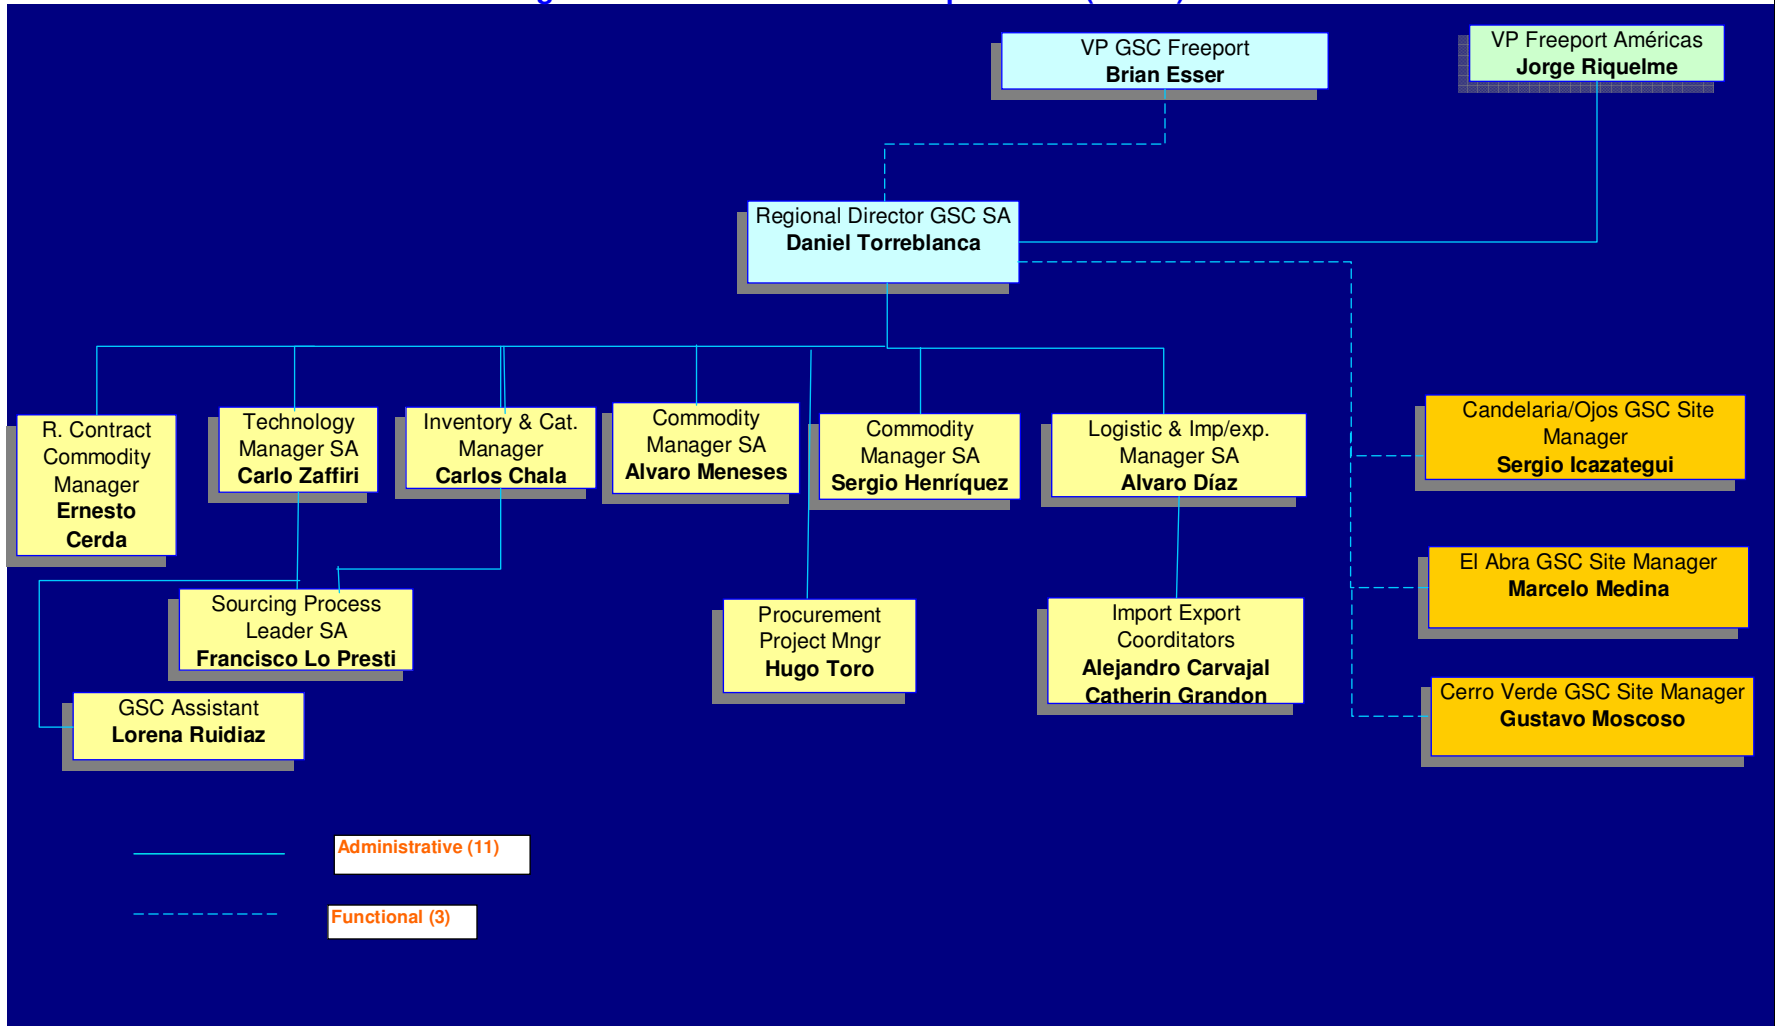 VP GSC Freeport
Brian Esser
VP Freeport Américas
Jorge Riquelme
Regional Director GSC SA
Daniel Torreblanca
R. Contract
Commodity
Manager
Ernesto
Cerda
Technology
Manager SA
Carlo Zaffiri
Inventory & Cat.
Manager
Carlos Chala
Commodity
Manager SA
Alvaro Meneses
Commodity
Manager SA
Sergio Henríquez
Logistic & Imp/exp.
Manager SA
Alvaro Díaz
Candelaria/Ojos GSC Site
Manager
Sergio Icazategui
El Abra GSC Site Manager
Marcelo Medina
Sourcing Process
Leader SA
Francisco Lo Presti
Procurement
Project Mngr
Hugo Toro
Import Export
Coorditators
Alejandro Carvajal
Catherin Grandon
Cerro Verde GSC Site Manager
Gustavo Moscoso
GSC Assistant
Lorena Ruidiaz
Administrative (11)
Functional (3)